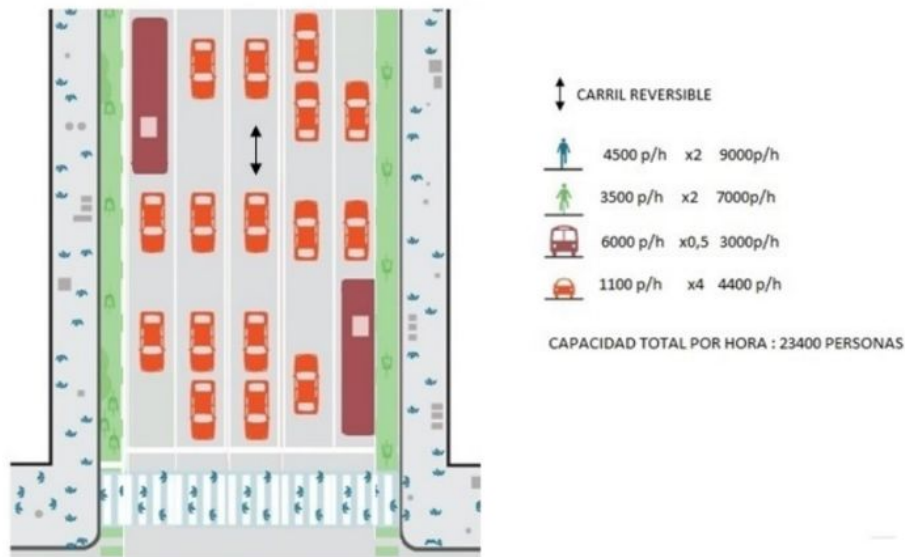 CARRIL REVERSIBLE
4500 p/h x2 9000p/h
3500 p/h x2 7000p/h
6000 p/h x0,5 3000p/h
1100 p/h x4 4400 p/h
CAPACIDAD TOTAL POR HORA : 23400 PERSONAS